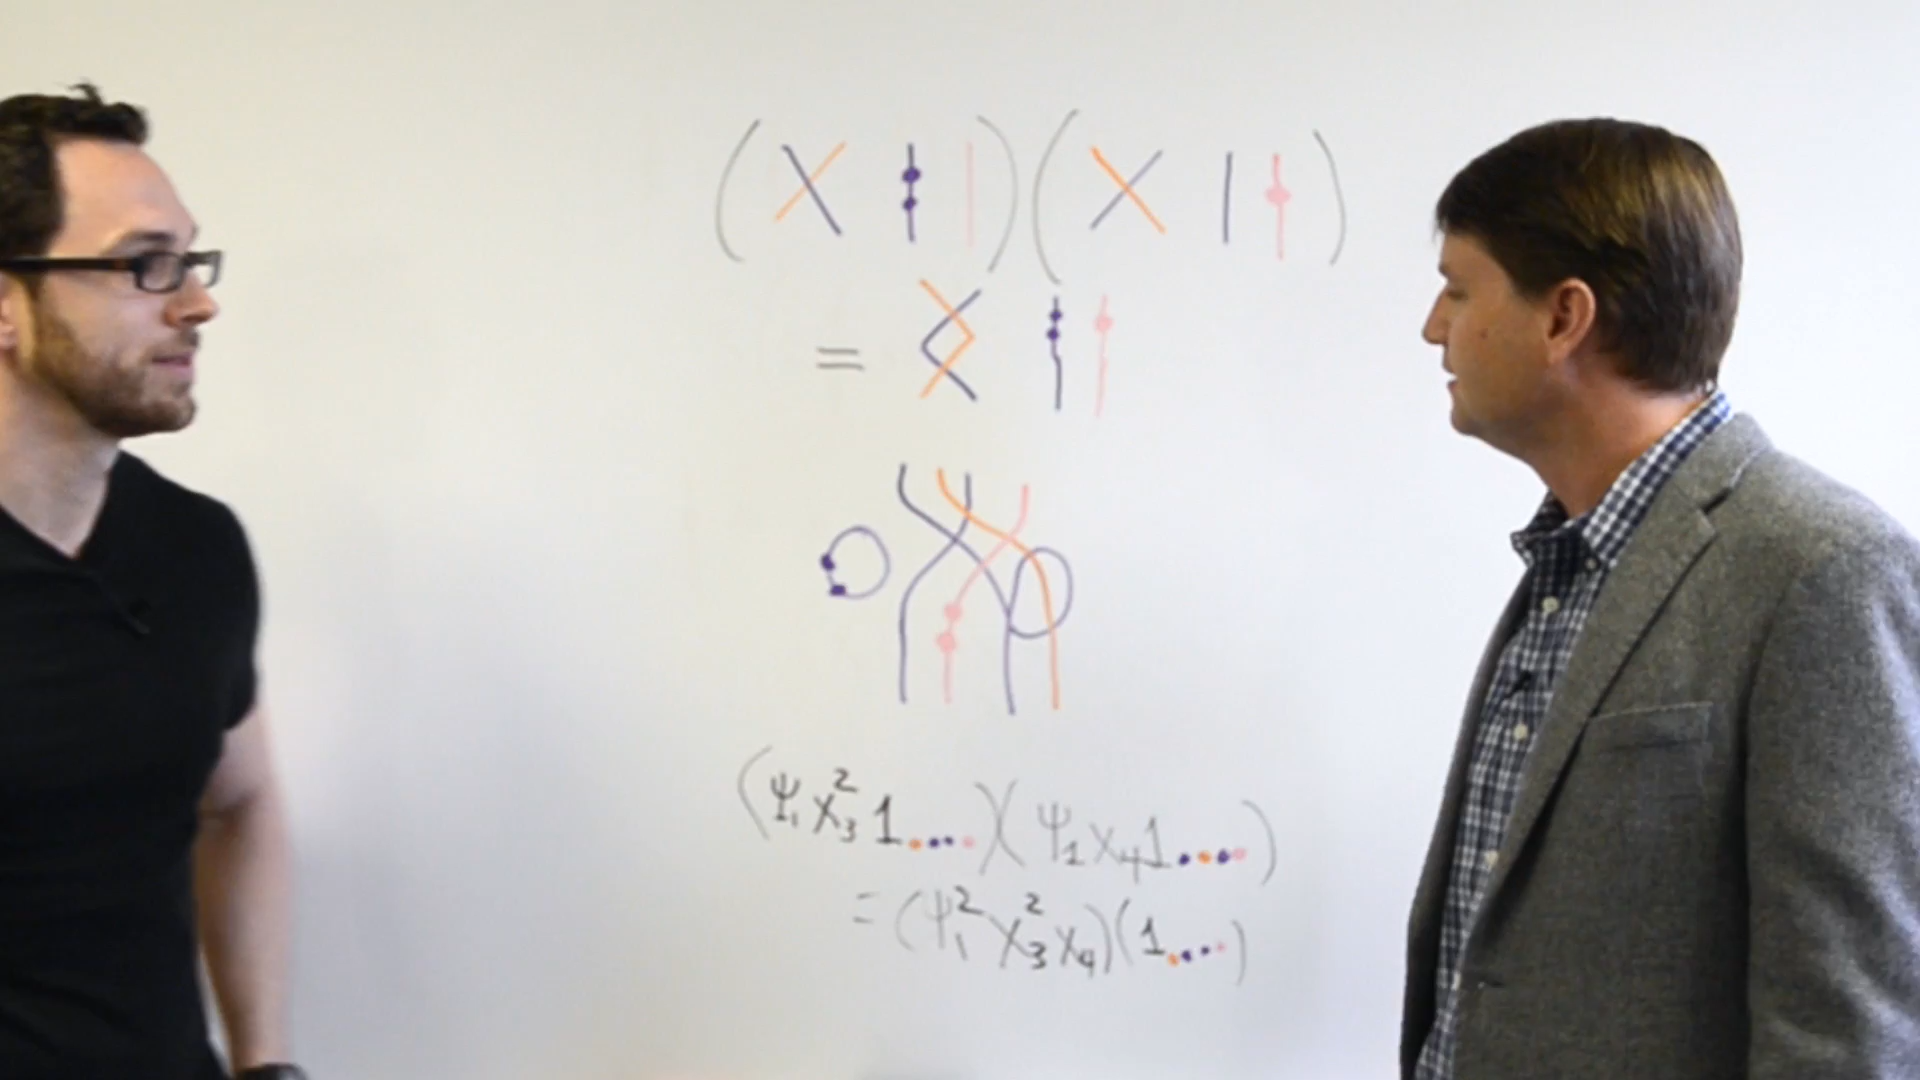 (ψ₁ x₃² 1....)(ψ₁ x₄ 1....)
= (ψ₁² x₃² x₄)(1....)